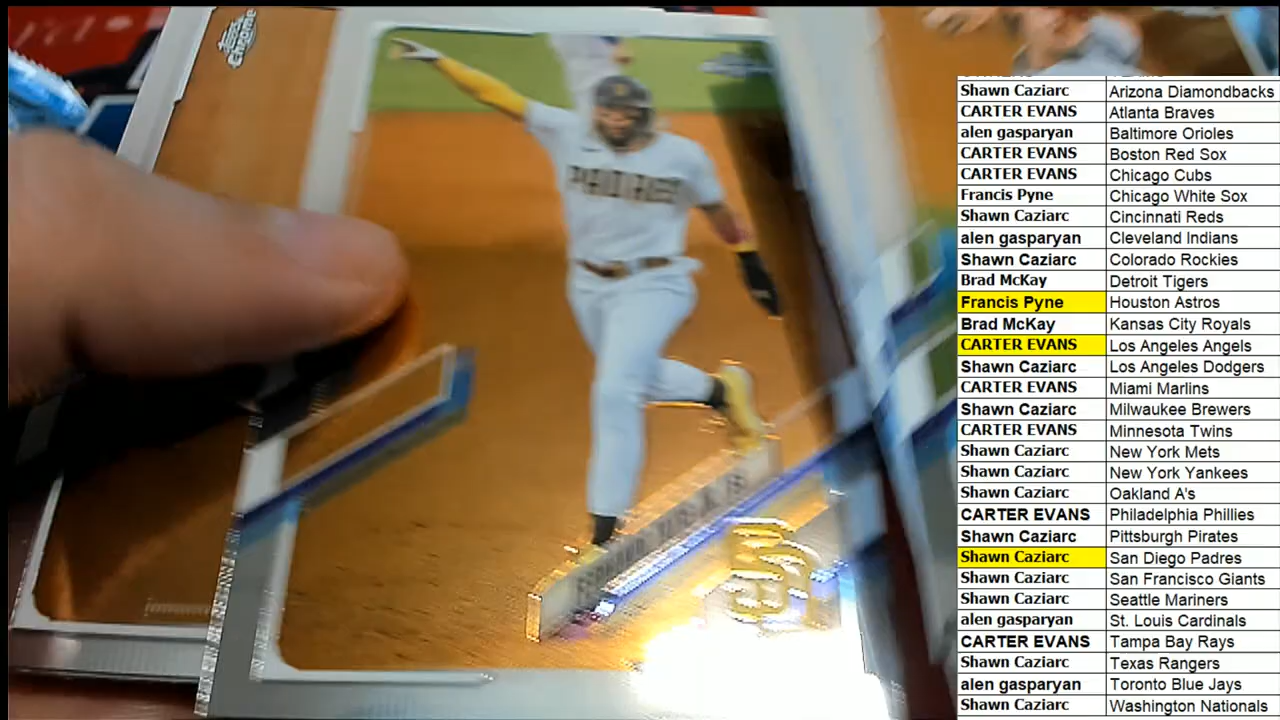 Topps
Chrome
PADRES
FERNANDO TATIS JR.
Shawn Caziarc Arizona Diamondbacks
CARTER EVANS Atlanta Braves
alen gasparyan Baltimore Orioles
CARTER EVANS Boston Red Sox
CARTER EVANS Chicago Cubs
Francis Pyne Chicago White Sox
Shawn Caziarc Cincinnati Reds
alen gasparyan Cleveland Indians
Shawn Caziarc Colorado Rockies
Brad McKay Detroit Tigers
Francis Pyne Houston Astros
Brad McKay Kansas City Royals
CARTER EVANS Los Angeles Angels
Shawn Caziarc Los Angeles Dodgers
CARTER EVANS Miami Marlins
Shawn Caziarc Milwaukee Brewers
CARTER EVANS Minnesota Twins
Shawn Caziarc New York Mets
Shawn Caziarc New York Yankees
Shawn Caziarc Oakland A's
CARTER EVANS Philadelphia Phillies
Shawn Caziarc Pittsburgh Pirates
Shawn Caziarc San Diego Padres
Shawn Caziarc San Francisco Giants
Shawn Caziarc Seattle Mariners
alen gasparyan St. Louis Cardinals
CARTER EVANS Tampa Bay Rays
Shawn Caziarc Texas Rangers
alen gasparyan Toronto Blue Jays
Shawn Caziarc Washington Nationals